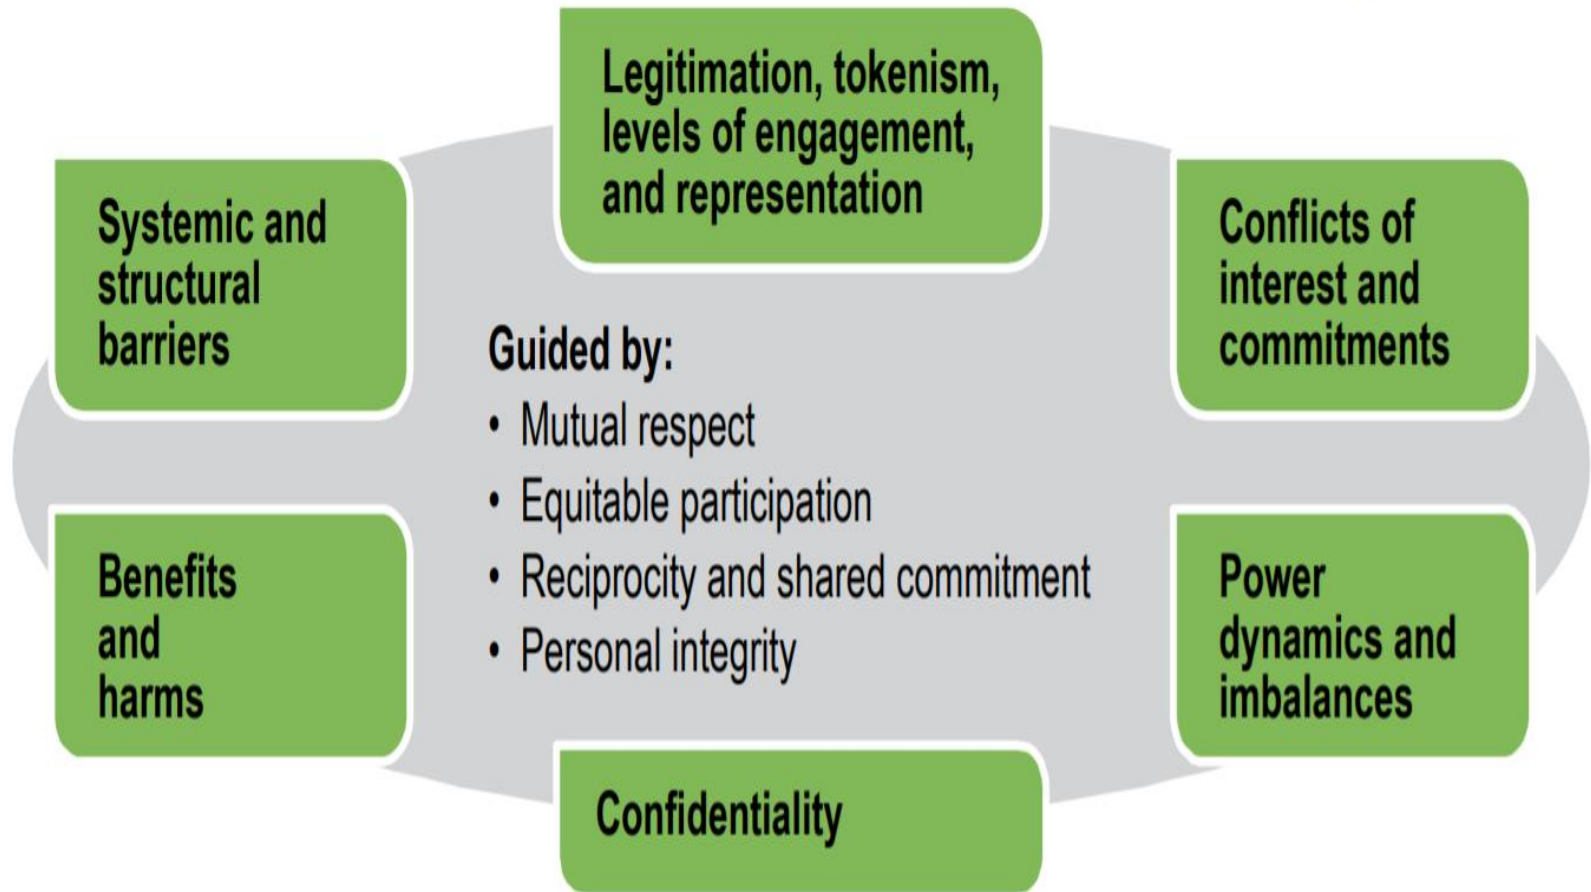 Legitimation, tokenism,
levels of engagement,
and representation
Systemic and
structural
barriers
Conflicts of
interest and
commitments
Guided by:
• Mutual respect
• Equitable participation
• Reciprocity and shared commitment
• Personal integrity
Benefits
and
harms
Power
dynamics and
imbalances
Confidentiality